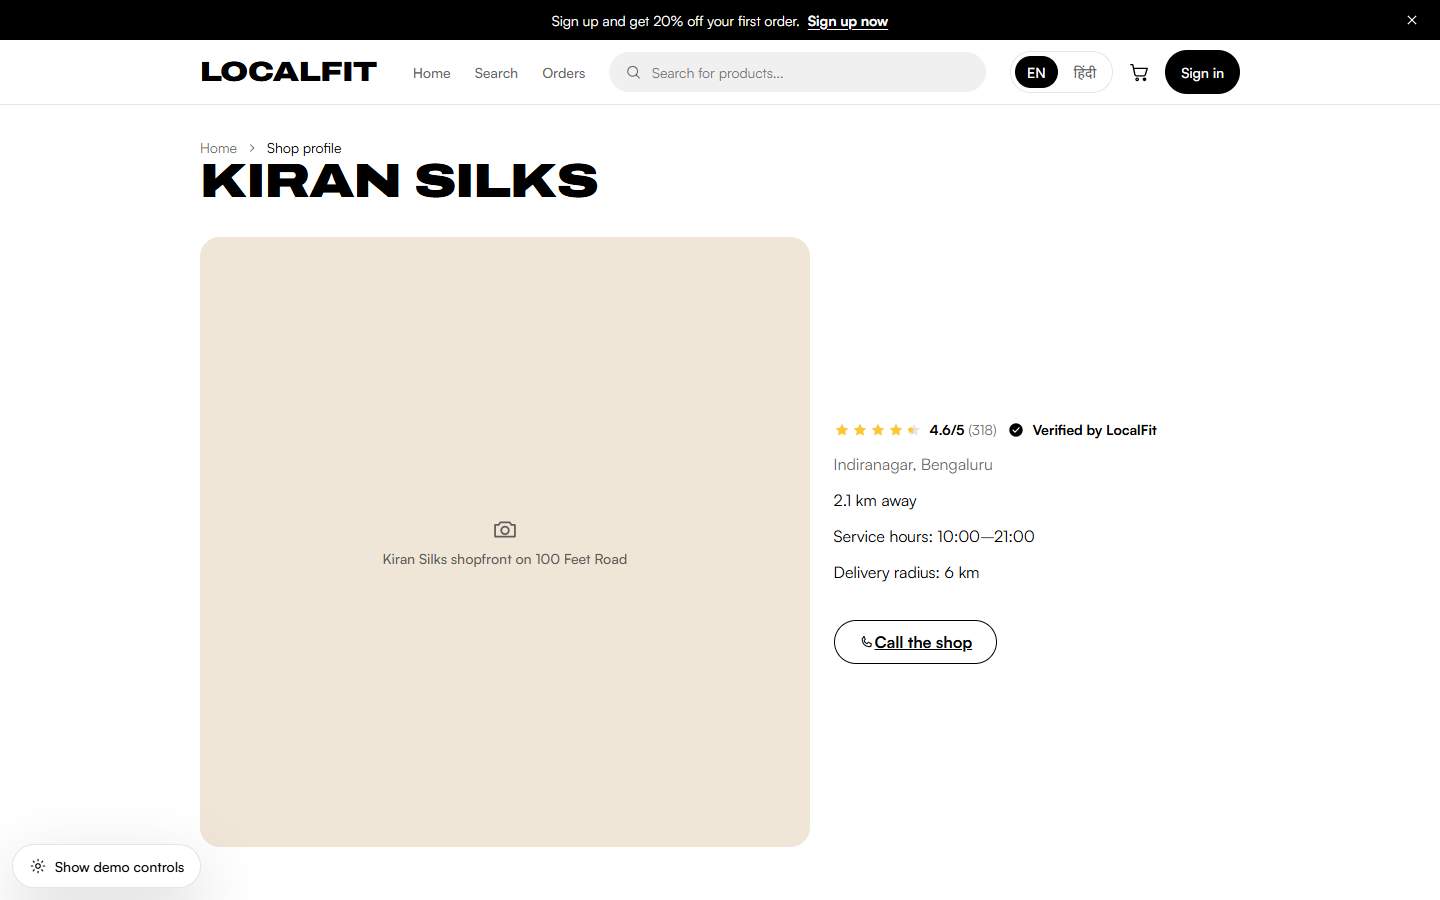 Sign up and get 20% off your first order. Sign up now
LOCALFIT
Home
Search
Orders
Search for products...
EN
हिंदी
Sign in
Home
Shop profile
KIRAN SILKS
Kiran Silks shopfront on 100 Feet Road
4.6/5 (318)
Verified by LocalFit
Indiranagar, Bengaluru
2.1 km away
Service hours: 10:00–21:00
Delivery radius: 6 km
Call the shop
Show demo controls